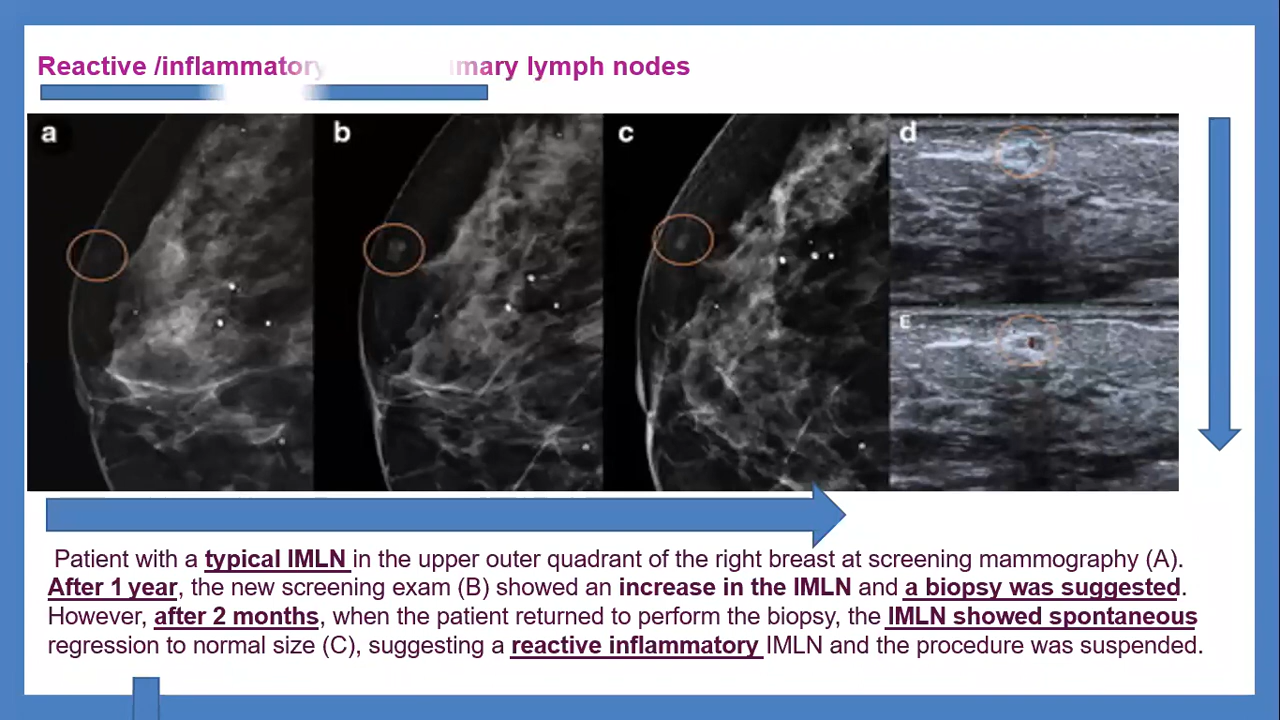 Reactive /inflammatory mary lymph nodes
a b c d
E
Patient with a typical IMLN in the upper outer quadrant of the right breast at screening mammography (A).
After 1 year, the new screening exam (B) showed an increase in the IMLN and a biopsy was suggested.
However, after 2 months, when the patient returned to perform the biopsy, the IMLN showed spontaneous
regression to normal size (C), suggesting a reactive inflammatory IMLN and the procedure was suspended.